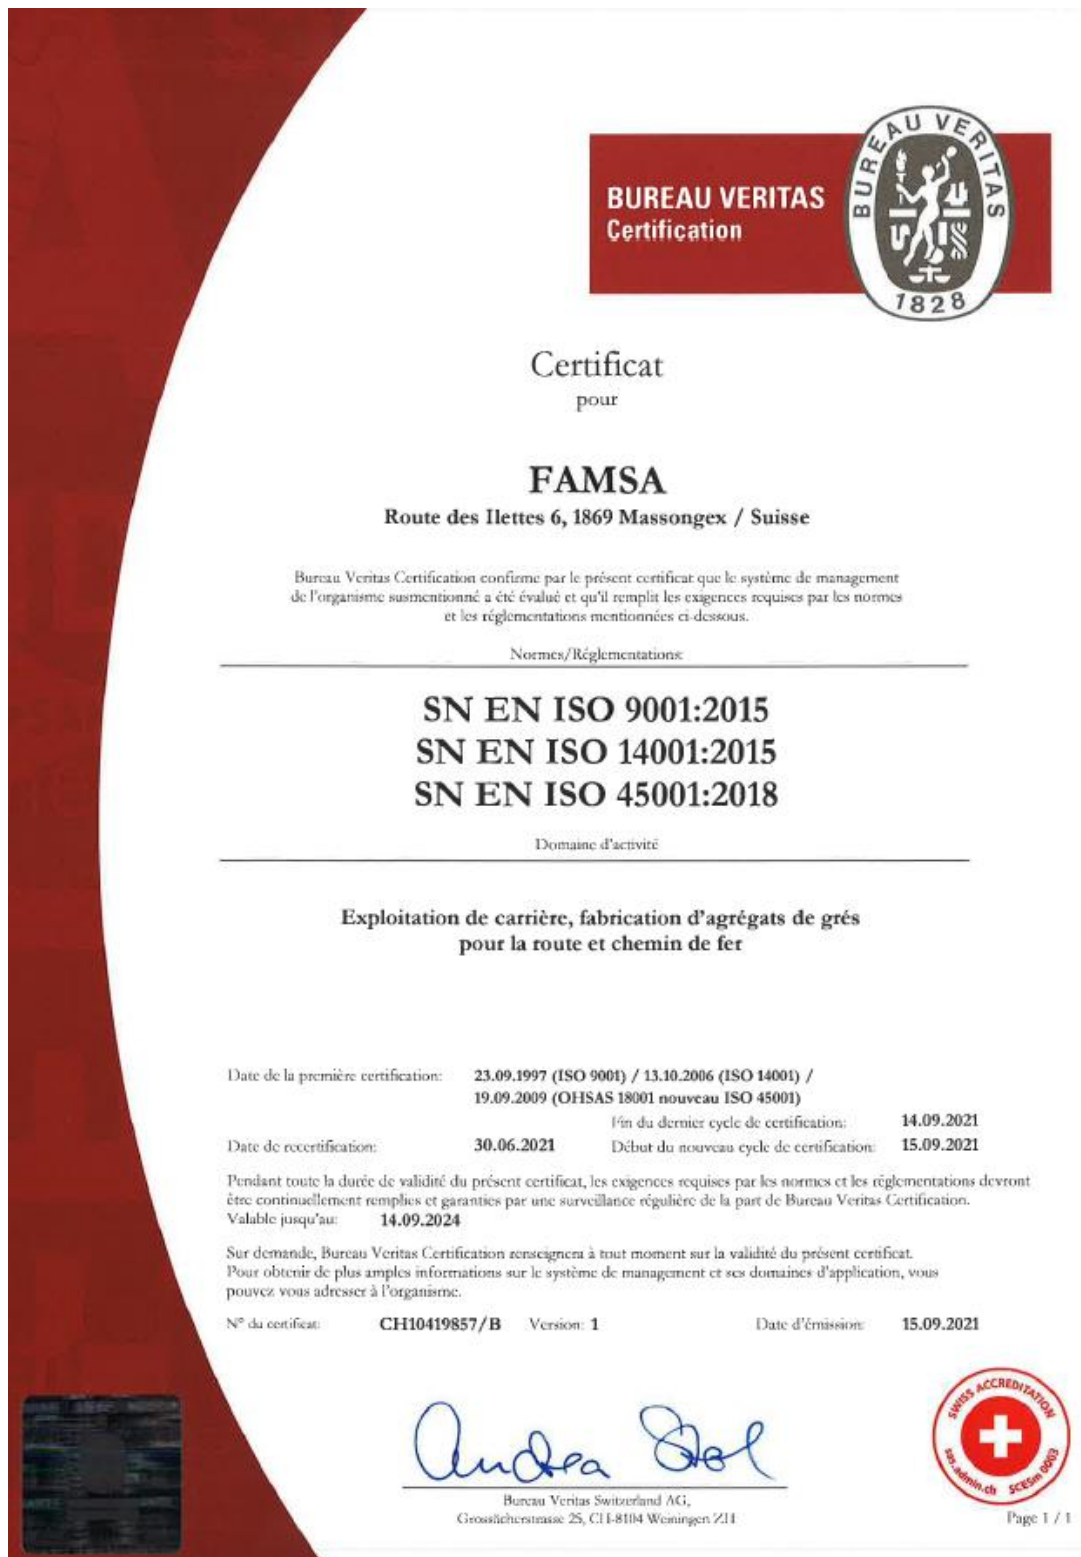 BUREAU VERITAS
Certification
BUREAU VERITAS
1828
Certificat
pour
FAMSA
Route des Ilettes 6, 1869 Massongex / Suisse
Bureau Veritas Certification confirme par le présent certificat que le système de management
de l'organisme susmentionné a été évalué et qu'il remplit les exigences requises par les normes
et les réglementations mentionnées ci-dessous.
Normes/Réglementations:
SN EN ISO 9001:2015
SN EN ISO 14001:2015
SN EN ISO 45001:2018
Domaine d'activité
Exploitation de carrière, fabrication d'agrégats de grés
pour la route et chemin de fer
Date de la première certification: 23.09.1997 (ISO 9001) / 13.10.2006 (ISO 14001) /
19.09.2009 (OHSAS 18001 nouveau ISO 45001)
Fin du dernier cycle de certification: 14.09.2021
Date de recertification: 30.06.2021 Début du nouveau cycle de certification: 15.09.2021
Pendant toute la durée de validité du présent certificat, les exigences requises par les normes et les réglementations devront
être continuellement remplies et garanties par une surveillance régulière de la part de Bureau Veritas Certification.
Valable jusqu'au: 14.09.2024
Sur demande, Bureau Veritas Certification renseignera à tout moment sur la validité du présent certificat.
Pour obtenir de plus amples informations sur le système de management et ses domaines d'application, vous
pouvez vous adresser à l'organisme.
N° du certificat: CH10419857/B Version: 1 Date d'émission: 15.09.2021
Andrea
Bureau Veritas Switzerland AG,
Grossächerstrasse 25, CH-8104 Weiningen ZH
SWISS ACCREDITATION
sas.admin.ch SCESm 0003
Page 1 / 1